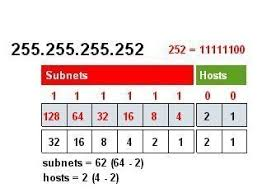 255.255.255.252 252 = 11111100
Subnets Hosts
1 1 1 1 1 1 0 0
128 64 32 16 8 4 2 1
32 16 8 4 2 1 2 1
subnets = 62 (64 - 2)
hosts = 2 (4 - 2)